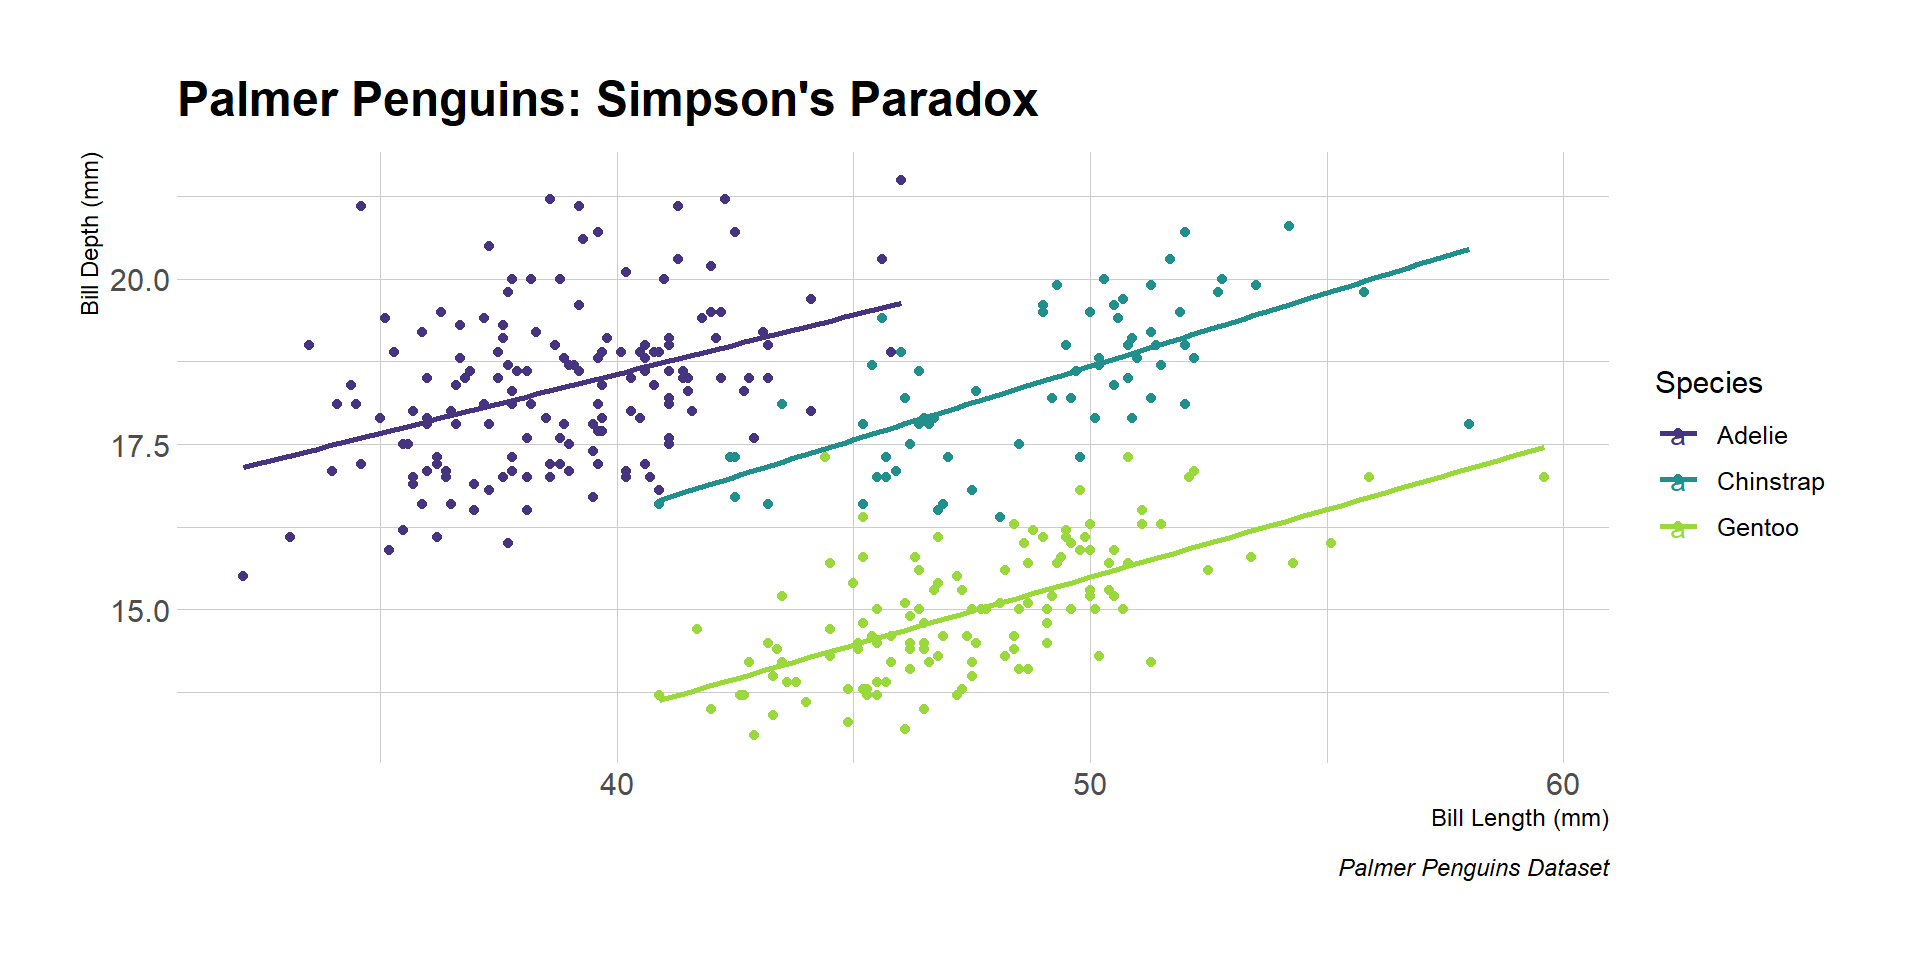 Palmer Penguins: Simpson's Paradox
Bill Depth (mm)
20.0
17.5
15.0
40 50 60
Bill Length (mm)
Palmer Penguins Dataset
Species
a Adelie
a Chinstrap
a Gentoo